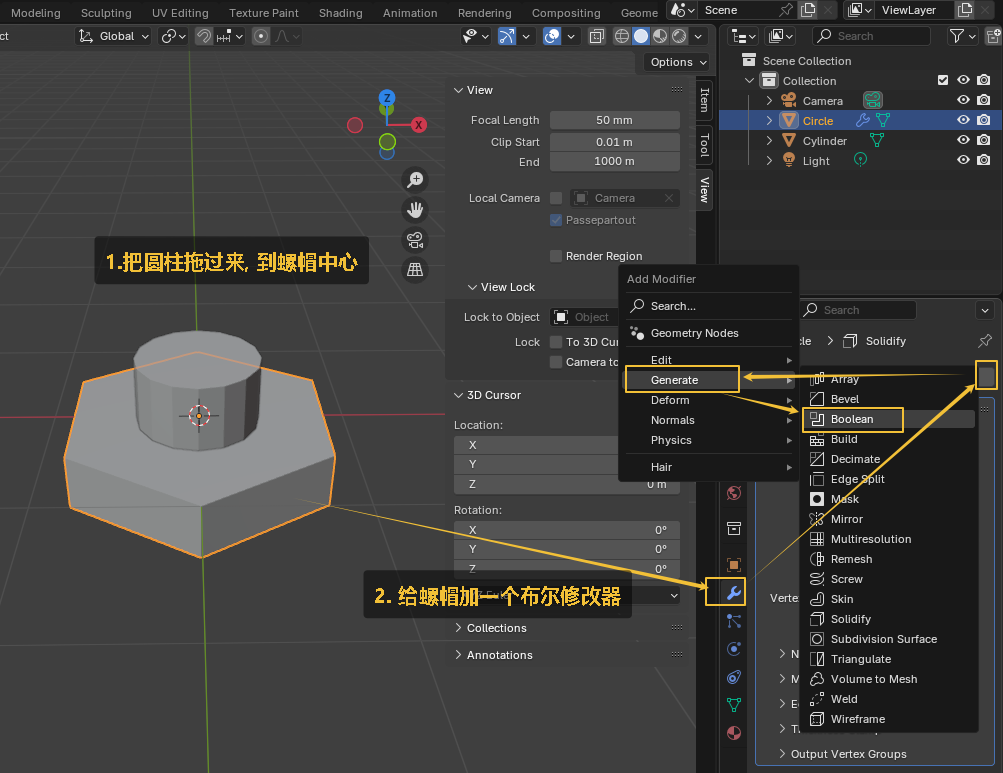 Modeling Sculpting UV Editing Texture Paint Shading Animation Rendering Compositing Geome Scene ViewLayer
ct Global Search
Options
Scene Collection
Collection
Camera
Circle
Cylinder
Light
Z
X
View
Focal Length 50 mm
Clip Start 0.01 m
End 1000 m
Local Camera Camera
Passepartout
Render Region
View Lock
Lock to Object Object
Lock To 3D Cur
Camera to
3D Cursor
Location:
X
Y
Z 0 m
Rotation:
X 0°
Y 0°
Z 0°
Collections
Annotations
Item
Tool
View
1.把圆柱拖过来, 到螺帽中心
2. 给螺帽加一个布尔修改器
Add Modifier
Search...
Geometry Nodes
Edit
Generate
Deform
Normals
Physics
Hair
Search
cle Solidify
Array
Bevel
Boolean
Build
Decimate
Edge Split
Mask
Mirror
Multiresolution
Remesh
Screw
Skin
Solidify
Subdivision Surface
Triangulate
Volume to Mesh
Weld
Wireframe
Verte
N
M
E
T
Output Vertex Groups